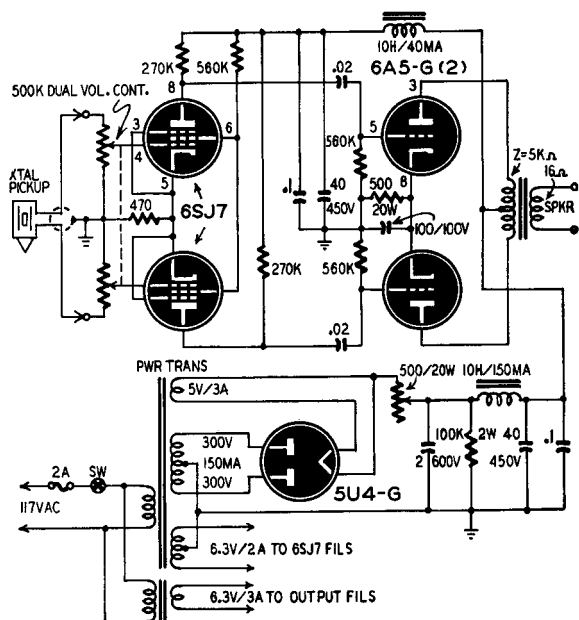 10H/40MA
6A5-G (2)
270K
560K
.02
8
3
500K DUAL VOL. CONT.
3
4
6
5
560K
5
Z=5KΩ
XTAL
PICKUP
5
470
6SJ7
.1
40
450V
500
20W
8
100/100V
16Ω
SPKR
270K
560K
.02
PWR TRANS
5V/3A
500/20W
10H/150MA
300V
150MA
300V
5U4-G
100K
2W
40
450V
.1
2
600V
2A
SW
117VAC
6.3V/2A TO 6SJ7 FILS
6.3V/3A TO OUTPUT FILS